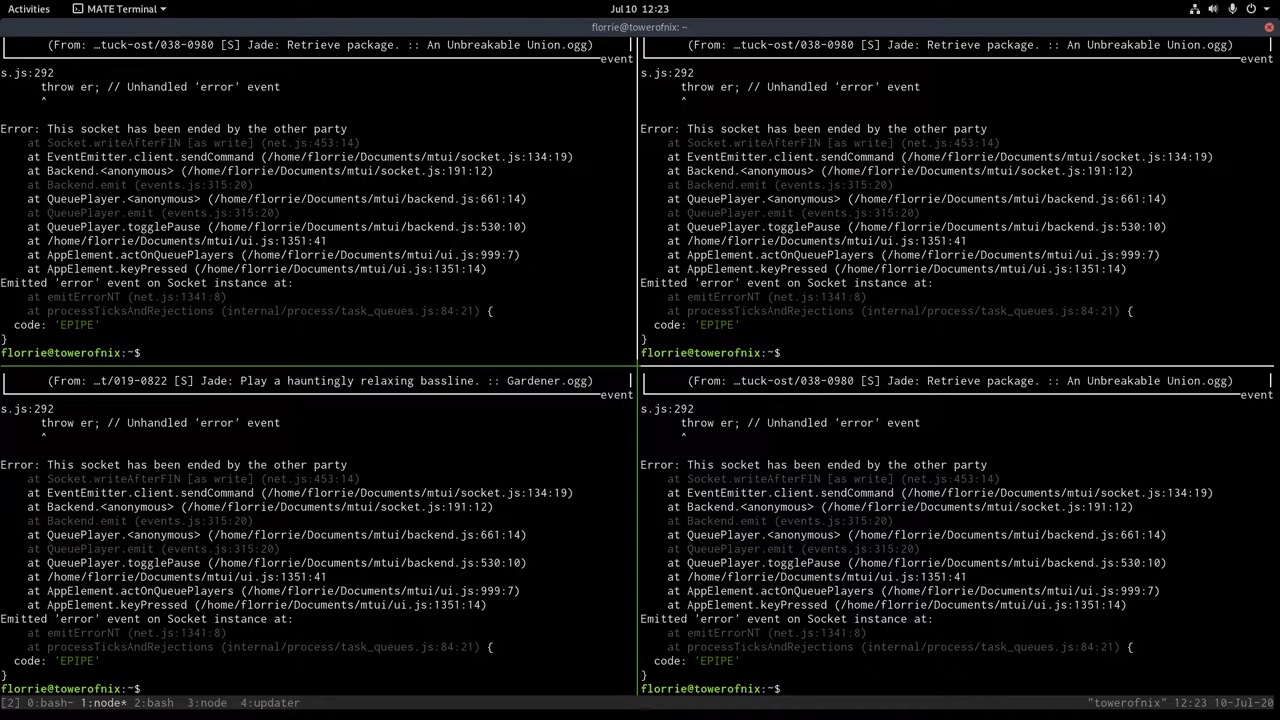 Activities
MATE Terminal
Jul 10 12:23
florrie@towerofnix: ~
(From: …tuck-ost/038-0980 [S] Jade: Retrieve package. :: An Unbreakable Union.ogg)
event
s.js:292
throw er; // Unhandled 'error' event
^
Error: This socket has been ended by the other party
at Socket.writeAfterFIN [as write] (net.js:453:14)
at EventEmitter.client.sendCommand (/home/florrie/Documents/mtui/socket.js:134:19)
at Backend.<anonymous> (/home/florrie/Documents/mtui/socket.js:191:12)
at Backend.emit (events.js:315:20)
at QueuePlayer.<anonymous> (/home/florrie/Documents/mtui/backend.js:661:14)
at QueuePlayer.emit (events.js:315:20)
at QueuePlayer.togglePause (/home/florrie/Documents/mtui/backend.js:530:10)
at /home/florrie/Documents/mtui/ui.js:1351:41
at AppElement.actOnQueuePlayers (/home/florrie/Documents/mtui/ui.js:999:7)
at AppElement.keyPressed (/home/florrie/Documents/mtui/ui.js:1351:14)
Emitted 'error' event on Socket instance at:
at emitErrorNT (net.js:1341:8)
at processTicksAndRejections (internal/process/task_queues.js:84:21) {
code: 'EPIPE'
}
florrie@towerofnix:~$
(From: …tuck-ost/038-0980 [S] Jade: Retrieve package. :: An Unbreakable Union.ogg)
event
s.js:292
throw er; // Unhandled 'error' event
^
Error: This socket has been ended by the other party
at Socket.writeAfterFIN [as write] (net.js:453:14)
at EventEmitter.client.sendCommand (/home/florrie/Documents/mtui/socket.js:134:19)
at Backend.<anonymous> (/home/florrie/Documents/mtui/socket.js:191:12)
at Backend.emit (events.js:315:20)
at QueuePlayer.<anonymous> (/home/florrie/Documents/mtui/backend.js:661:14)
at QueuePlayer.emit (events.js:315:20)
at QueuePlayer.togglePause (/home/florrie/Documents/mtui/backend.js:530:10)
at /home/florrie/Documents/mtui/ui.js:1351:41
at AppElement.actOnQueuePlayers (/home/florrie/Documents/mtui/ui.js:999:7)
at AppElement.keyPressed (/home/florrie/Documents/mtui/ui.js:1351:14)
Emitted 'error' event on Socket instance at:
at emitErrorNT (net.js:1341:8)
at processTicksAndRejections (internal/process/task_queues.js:84:21) {
code: 'EPIPE'
}
florrie@towerofnix:~$
(From: …t/019-0822 [S] Jade: Play a hauntingly relaxing bassline. :: Gardener.ogg)
event
s.js:292
throw er; // Unhandled 'error' event
^
Error: This socket has been ended by the other party
at Socket.writeAfterFIN [as write] (net.js:453:14)
at EventEmitter.client.sendCommand (/home/florrie/Documents/mtui/socket.js:134:19)
at Backend.<anonymous> (/home/florrie/Documents/mtui/socket.js:191:12)
at Backend.emit (events.js:315:20)
at QueuePlayer.<anonymous> (/home/florrie/Documents/mtui/backend.js:661:14)
at QueuePlayer.emit (events.js:315:20)
at QueuePlayer.togglePause (/home/florrie/Documents/mtui/backend.js:530:10)
at /home/florrie/Documents/mtui/ui.js:1351:41
at AppElement.actOnQueuePlayers (/home/florrie/Documents/mtui/ui.js:999:7)
at AppElement.keyPressed (/home/florrie/Documents/mtui/ui.js:1351:14)
Emitted 'error' event on Socket instance at:
at emitErrorNT (net.js:1341:8)
at processTicksAndRejections (internal/process/task_queues.js:84:21) {
code: 'EPIPE'
}
florrie@towerofnix:~$
(From: …tuck-ost/038-0980 [S] Jade: Retrieve package. :: An Unbreakable Union.ogg)
event
s.js:292
throw er; // Unhandled 'error' event
^
Error: This socket has been ended by the other party
at Socket.writeAfterFIN [as write] (net.js:453:14)
at EventEmitter.client.sendCommand (/home/florrie/Documents/mtui/socket.js:134:19)
at Backend.<anonymous> (/home/florrie/Documents/mtui/socket.js:191:12)
at Backend.emit (events.js:315:20)
at QueuePlayer.<anonymous> (/home/florrie/Documents/mtui/backend.js:661:14)
at QueuePlayer.emit (events.js:315:20)
at QueuePlayer.togglePause (/home/florrie/Documents/mtui/backend.js:530:10)
at /home/florrie/Documents/mtui/ui.js:1351:41
at AppElement.actOnQueuePlayers (/home/florrie/Documents/mtui/ui.js:999:7)
at AppElement.keyPressed (/home/florrie/Documents/mtui/ui.js:1351:14)
Emitted 'error' event on Socket instance at:
at emitErrorNT (net.js:1341:8)
at processTicksAndRejections (internal/process/task_queues.js:84:21) {
code: 'EPIPE'
}
florrie@towerofnix:~$
[2] 0:bash- 1:node* 2:bash 3:node 4:updater
"towerofnix" 12:23 10-Jul-20